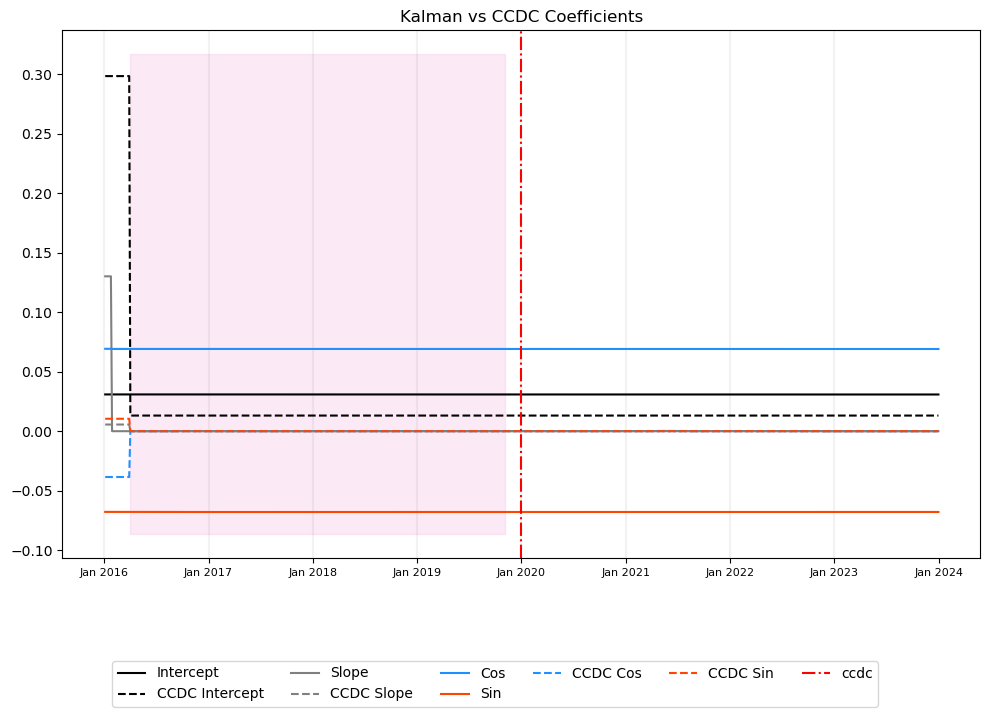 Kalman vs CCDC Coefficients
0.30
0.25
0.20
0.15
0.10
0.05
0.00
−0.05
−0.10
Jan 2016 Jan 2017 Jan 2018 Jan 2019 Jan 2020 Jan 2021 Jan 2022 Jan 2023 Jan 2024
Intercept Slope Cos CCDC Cos CCDC Sin ccdc
CCDC Intercept CCDC Slope Sin